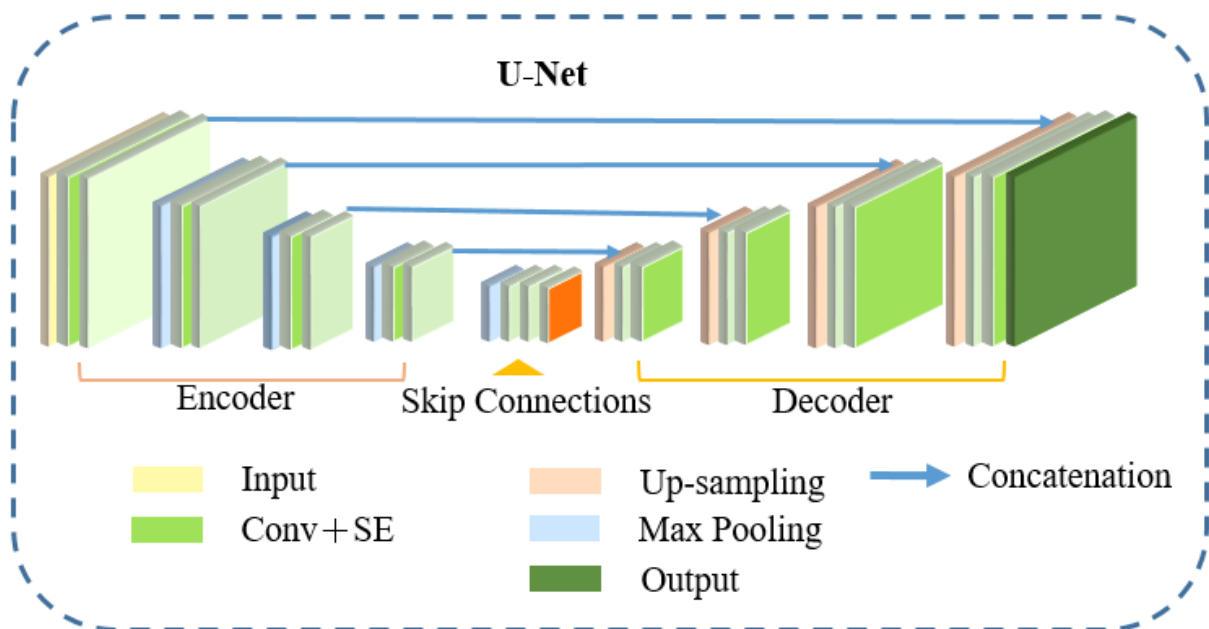 U-Net
Encoder
Skip Connections
Decoder
Input
Up-sampling
Concatenation
Conv+SE
Max Pooling
Output